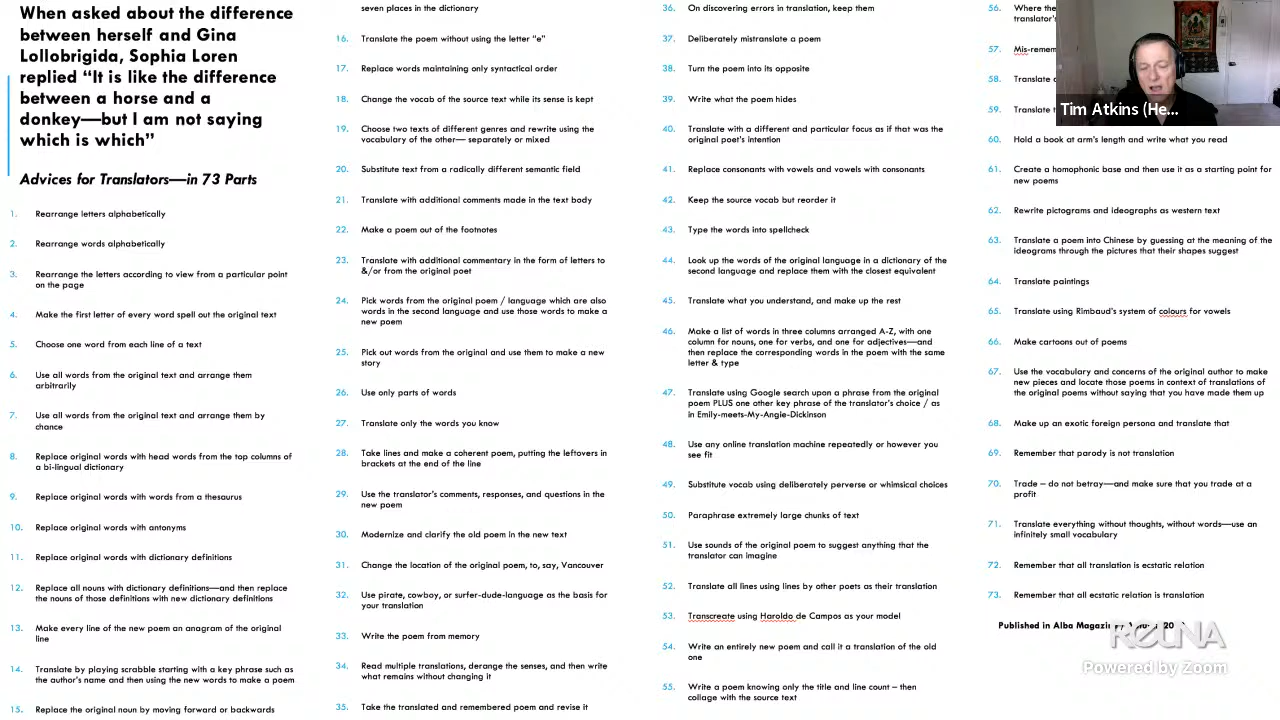 When asked about the difference
between herself and Gina
Lollobrigida, Sophia Loren
replied “It is like the difference
between a horse and a
donkey—but I am not saying
which is which”
Advices for Translators—in 73 Parts
1. Rearrange letters alphabetically
2. Rearrange words alphabetically
3. Rearrange the letters according to view from a particular point
on the page
4. Make the first letter of every word spell out the original text
5. Choose one word from each line of a text
6. Use all words from the original text and arrange them
arbitrarily
7. Use all words from the original text and arrange them by
chance
8. Replace original words with head words from the top columns of
a bi-lingual dictionary
9. Replace original words with words from a thesaurus
10. Replace original words with antonyms
11. Replace original words with dictionary definitions
12. Replace all nouns with dictionary definitions—and then replace
the nouns of those definitions with new dictionary definitions
13. Make every line of the new poem an anagram of the original
line
14. Translate by playing scrabble starting with a key phrase such as
the author's name and then using the new words to make a poem
15. Replace the original noun by moving forward or backwards
seven places in the dictionary
16. Translate the poem without using the letter “e”
17. Replace words maintaining only syntactical order
18. Change the vocab of the source text while its sense is kept
19. Choose two texts of different genres and rewrite using the
vocabulary of the other— separately or mixed
20. Substitute text from a radically different semantic field
21. Translate with additional comments made in the text body
22. Make a poem out of the footnotes
23. Translate with additional commentary in the form of letters to
&/or from the original poet
24. Pick words from the original poem / language which are also
words in the second language and use those words to make a
new poem
25. Pick out words from the original and use them to make a new
story
26. Use only parts of words
27. Translate only the words you know
28. Take lines and make a coherent poem, putting the leftovers in
brackets at the end of the line
29. Use the translator's comments, responses, and questions in the
new poem
30. Modernize and clarify the old poem in the new text
31. Change the location of the original poem, to, say, Vancouver
32. Use pirate, cowboy, or surfer-dude-language as the basis for
your translation
33. Write the poem from memory
34. Read multiple translations, derange the senses, and then write
what remains without changing it
35. Take the translated and remembered poem and revise it
36. On discovering errors in translation, keep them
37. Deliberately mistranslate a poem
38. Turn the poem into its opposite
39. Write what the poem hides
40. Translate with a different and particular focus as if that was the
original poet's intention
41. Replace consonants with vowels and vowels with consonants
42. Keep the source vocab but reorder it
43. Type the words into spellcheck
44. Look up the words of the original language in a dictionary of the
second language and replace them with the closest equivalent
45. Translate what you understand, and make up the rest
46. Make a list of words in three columns arranged A-Z, with one
column for nouns, one for verbs, and one for adjectives—and
then replace the corresponding words in the poem with the same
letter & type
47. Translate using Google search upon a phrase from the original
poem PLUS one other key phrase of the translator's choice / as
in Emily-meets-My-Angie-Dickinson
48. Use any online translation machine repeatedly or however you
see fit
49. Substitute vocab using deliberately perverse or whimsical choices
50. Paraphrase extremely large chunks of text
51. Use sounds of the original poem to suggest anything that the
translator can imagine
52. Translate all lines using lines by other poets as their translation
53. Transcreate using Haroldo de Campos as your model
54. Write an entirely new poem and call it a translation of the old
one
55. Write a poem knowing only the title and line count – then
collage with the source text
56. Where the
translator's
57. Mis-remem
58. Translate
59. Translate
60. Hold a book at arm's length and write what you read
61. Create a homophonic base and then use it as a starting point for
new poems
62. Rewrite pictograms and ideographs as western text
63. Translate a poem into Chinese by guessing at the meaning of the
ideograms through the pictures that their shapes suggest
64. Translate paintings
65. Translate using Rimbaud's system of colours for vowels
66. Make cartoons out of poems
67. Use the vocabulary and concerns of the original author to make
new pieces and locate those poems in context of translations of
the original poems without saying that you have made them up
68. Make up an exotic foreign persona and translate that
69. Remember that parody is not translation
70. Trade – do not betray—and make sure that you trade at a
profit
71. Translate everything without thoughts, without words—use an
infinitely small vocabulary
72. Remember that all translation is ecstatic relation
73. Remember that all ecstatic relation is translation
Published in Alba Magazin
Tim Atkins (He...
Powered by Zoom